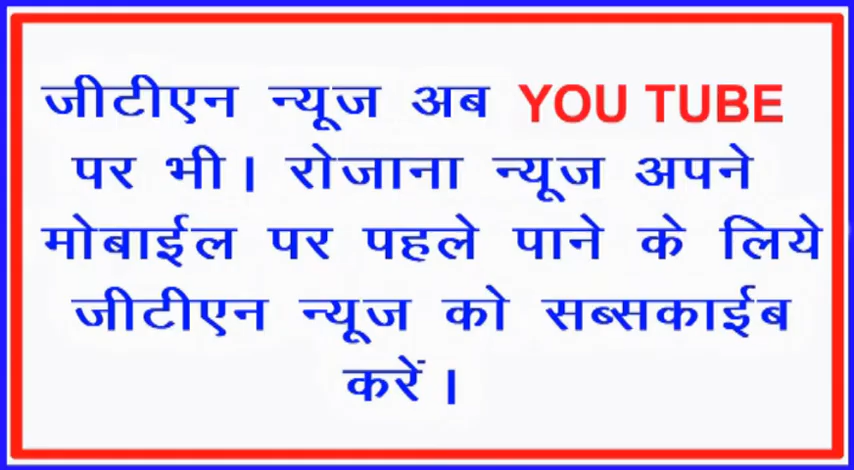 जीटीएन न्यूज अब YOU TUBE
पर भी। रोजाना न्यूज अपने
मोबाईल पर पहले पाने के लिये
जीटीएन न्यूज को सब्सकाईब
करें।